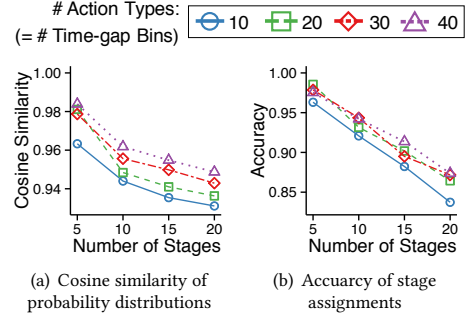 # Action Types:
(= # Time-gap Bins)
10 20 30 40
1.00
0.98
0.96
0.94
Cosine Similarity
5 10 15 20
Number of Stages
1.00
0.95
0.90
0.85
Accuracy
5 10 15 20
Number of Stages
(a) Cosine similarity of
probability distributions
(b) Accuarcy of stage
assignments